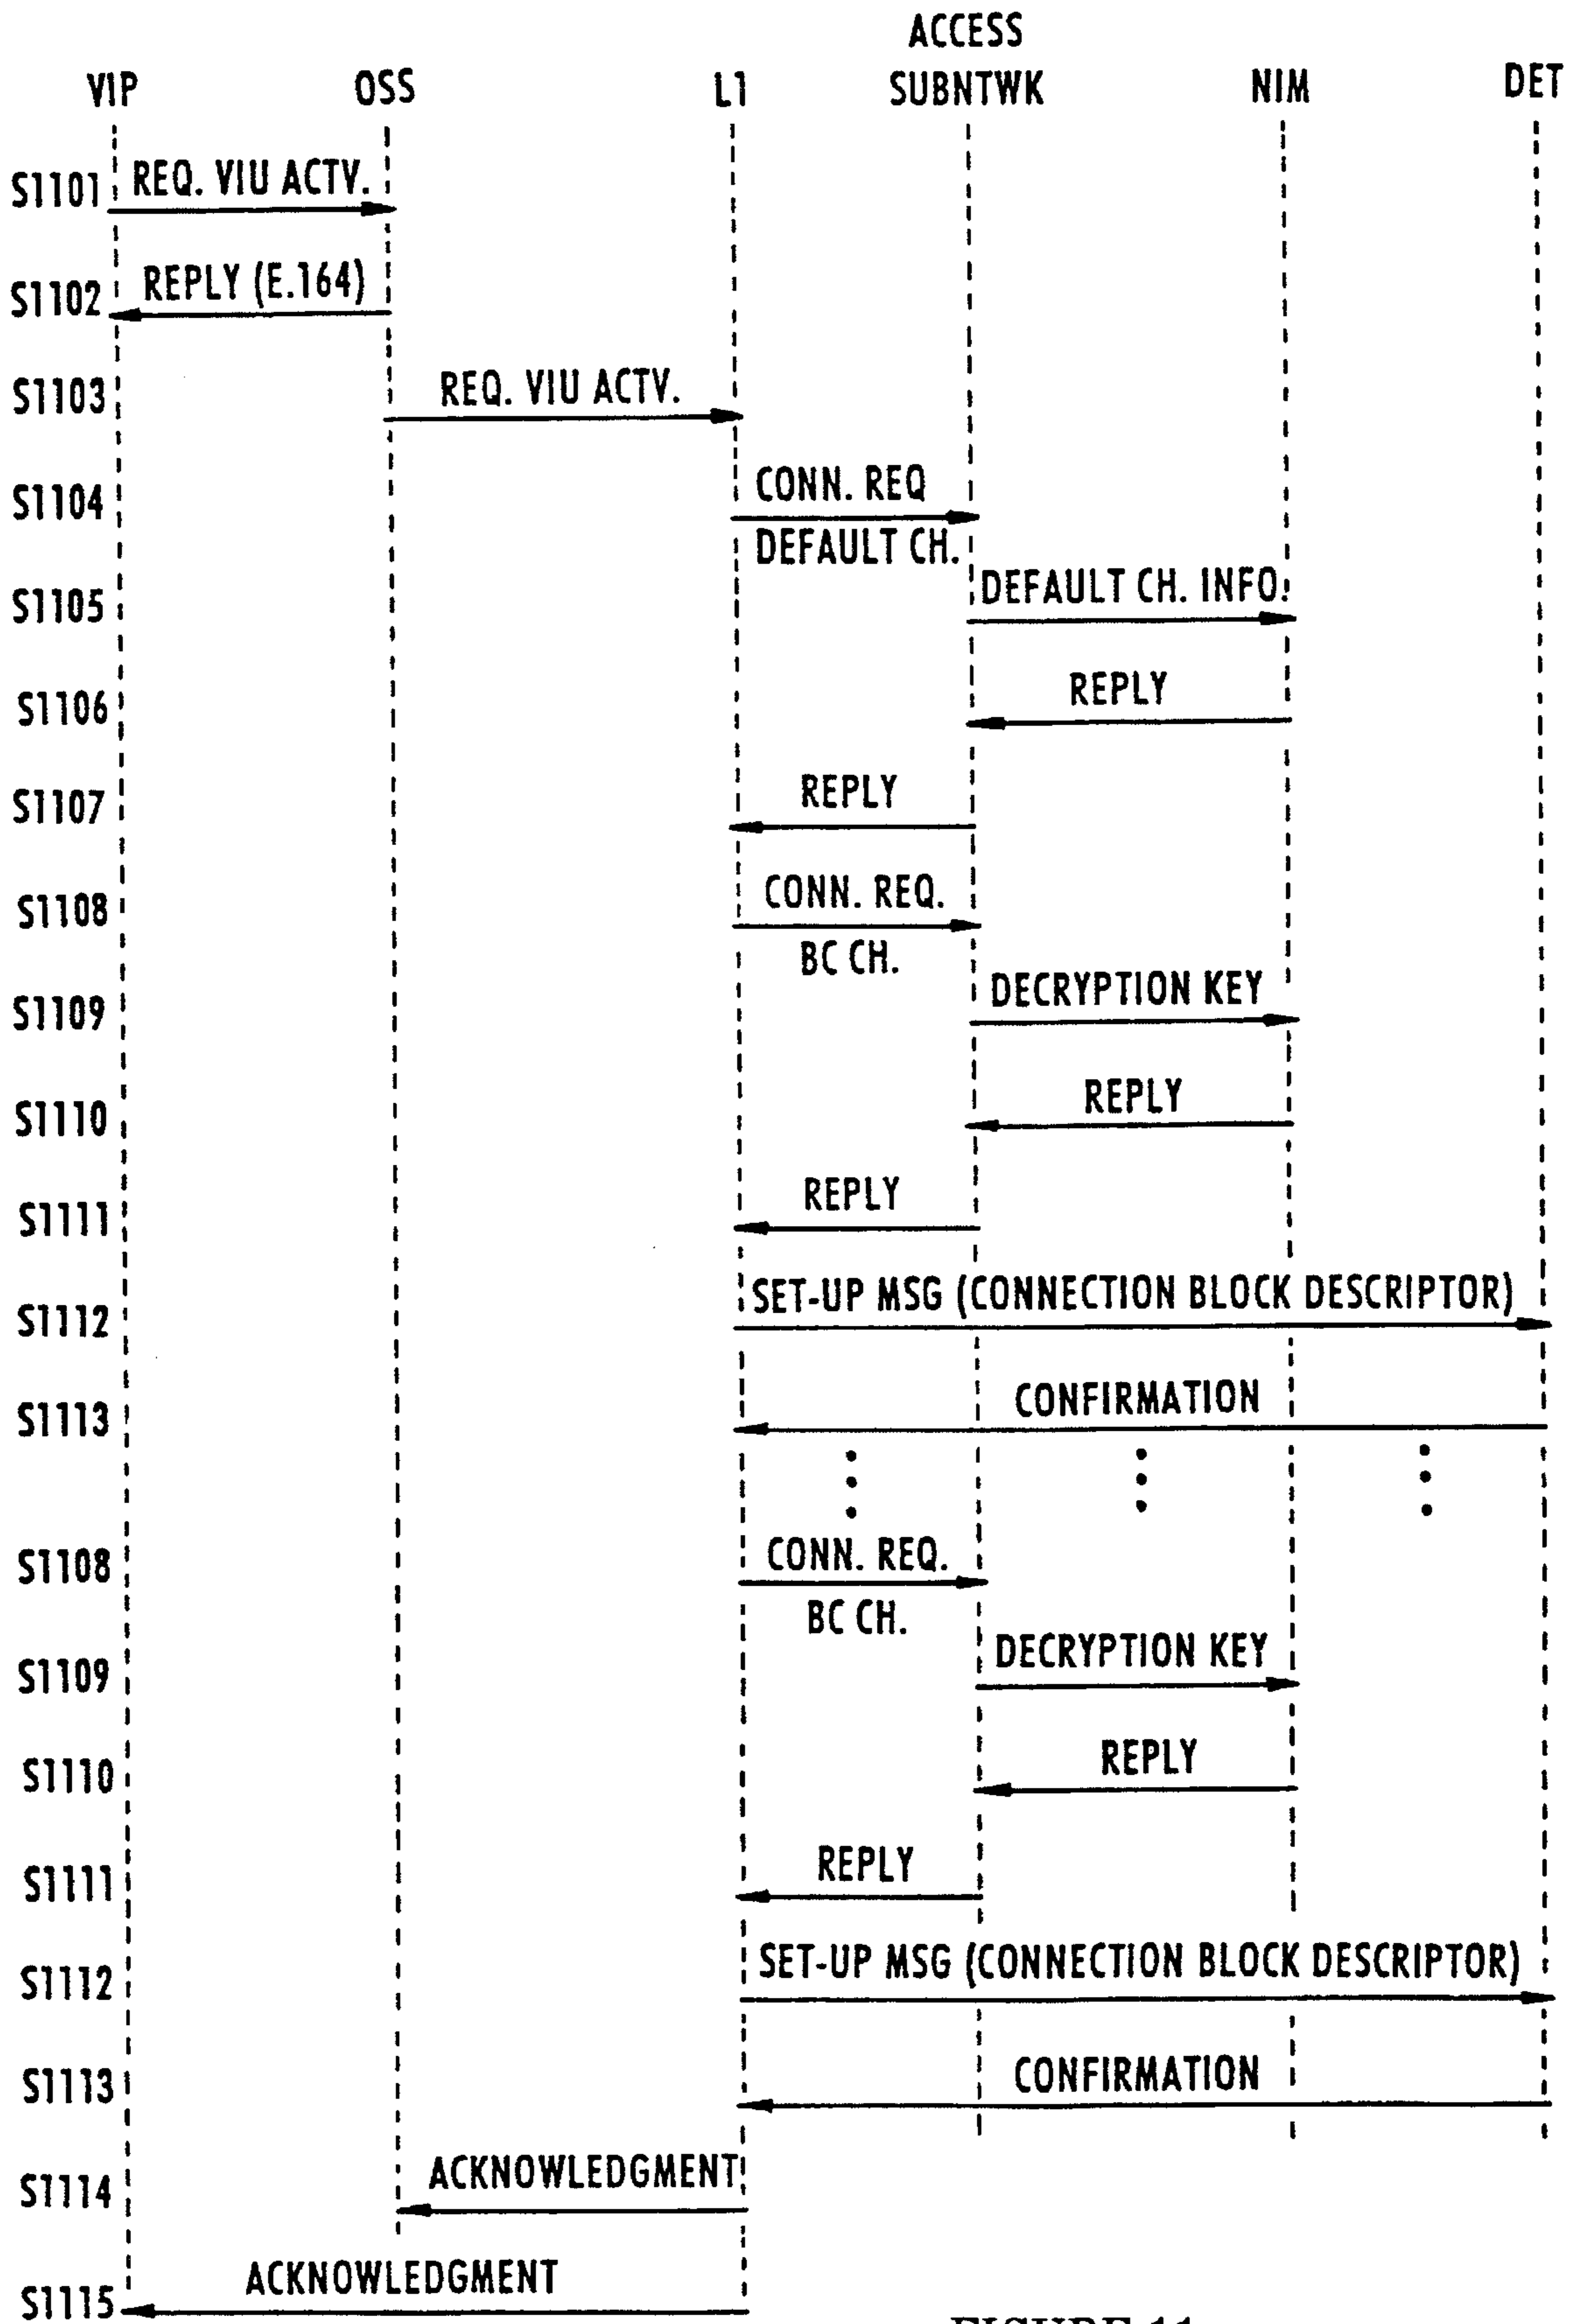 ACCESS
VIP OSS L1 SUBNTWK NIM DET
S1101 REQ. VIU ACTV.
S1102 REPLY (E.164)
S1103 REQ. VIU ACTV.
S1104 CONN. REQ
DEFAULT CH.
S1105 DEFAULT CH. INFO.
S1106 REPLY
S1107 REPLY
S1108 CONN. REQ.
BC CH.
S1109 DECRYPTION KEY
S1110 REPLY
S1111 REPLY
S1112 SET-UP MSG (CONNECTION BLOCK DESCRIPTOR)
S1113 CONFIRMATION
S1108 CONN. REQ.
BC CH.
S1109 DECRYPTION KEY
S1110 REPLY
S1111 REPLY
S1112 SET-UP MSG (CONNECTION BLOCK DESCRIPTOR)
S1113 CONFIRMATION
S1114 ACKNOWLEDGMENT
S1115 ACKNOWLEDGMENT
FIGURE 11